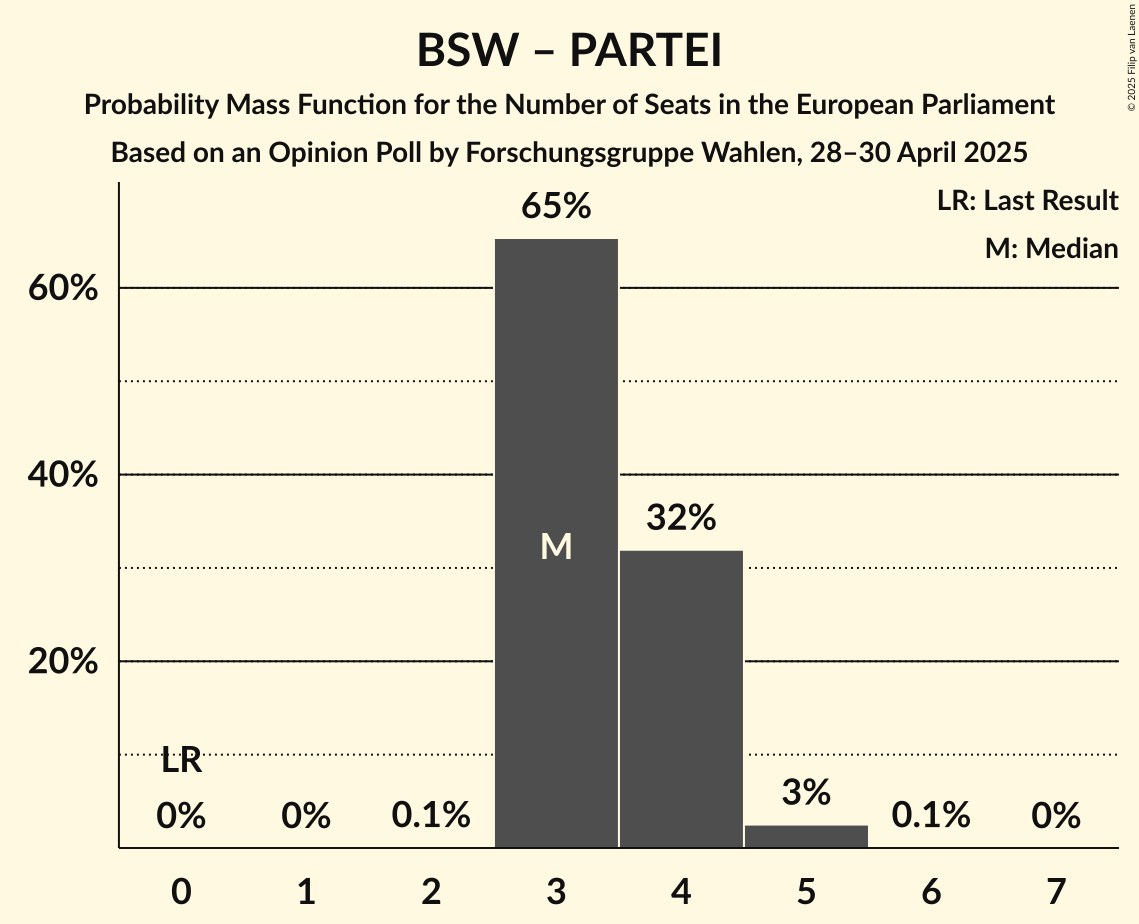 BSW – PARTEI
Probability Mass Function for the Number of Seats in the European Parliament
Based on an Opinion Poll by Forschungsgruppe Wahlen, 28–30 April 2025
© 2025 Filip van Laenen
LR: Last Result
M: Median
65%
60%
40%
32%
M
20%
LR
3%
0% 0% 0.1% 0.1% 0%
0 1 2 3 4 5 6 7